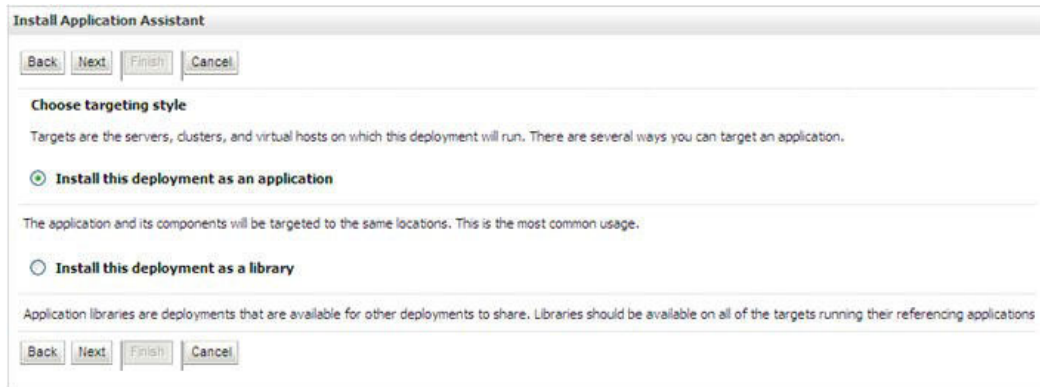 Install Application Assistant
Back Next Finish Cancel
Choose targeting style
Targets are the servers, clusters, and virtual hosts on which this deployment will run. There are several ways you can target an application.
Install this deployment as an application
The application and its components will be targeted to the same locations. This is the most common usage.
Install this deployment as a library
Application libraries are deployments that are available for other deployments to share. Libraries should be available on all of the targets running their referencing applications
Back Next Finish Cancel